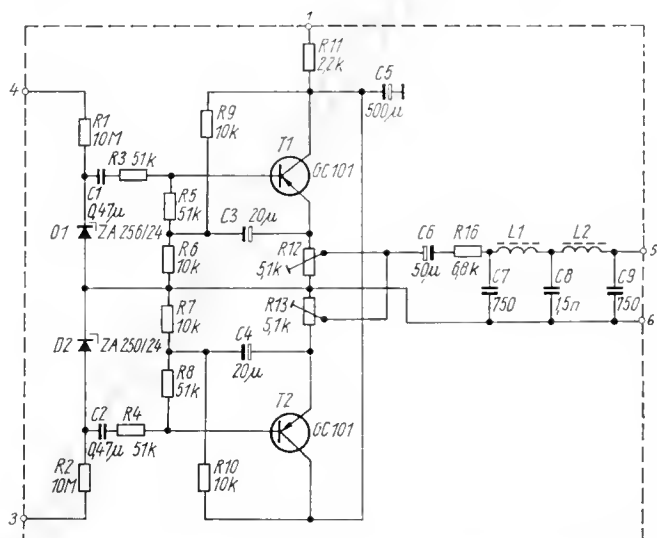 1
R11
2,2k
C5
500µ
4
R1
10M
R9
10k
T1
GC101
R3 51k
C1
0,47µ
R5
51k
C3 20µ
D1
ZA 256/24
R6
10k
R12
5,1k
C6
50µ
R16
6,8k
L1
L2
5
C7
750
C8
1,5n
C9
750
6
R7
10k
R13
5,1k
D2
ZA250/24
C4
20µ
R8
51k
T2
GC101
C2
0,47µ
R4
51k
R2
10M
R10
10k
3